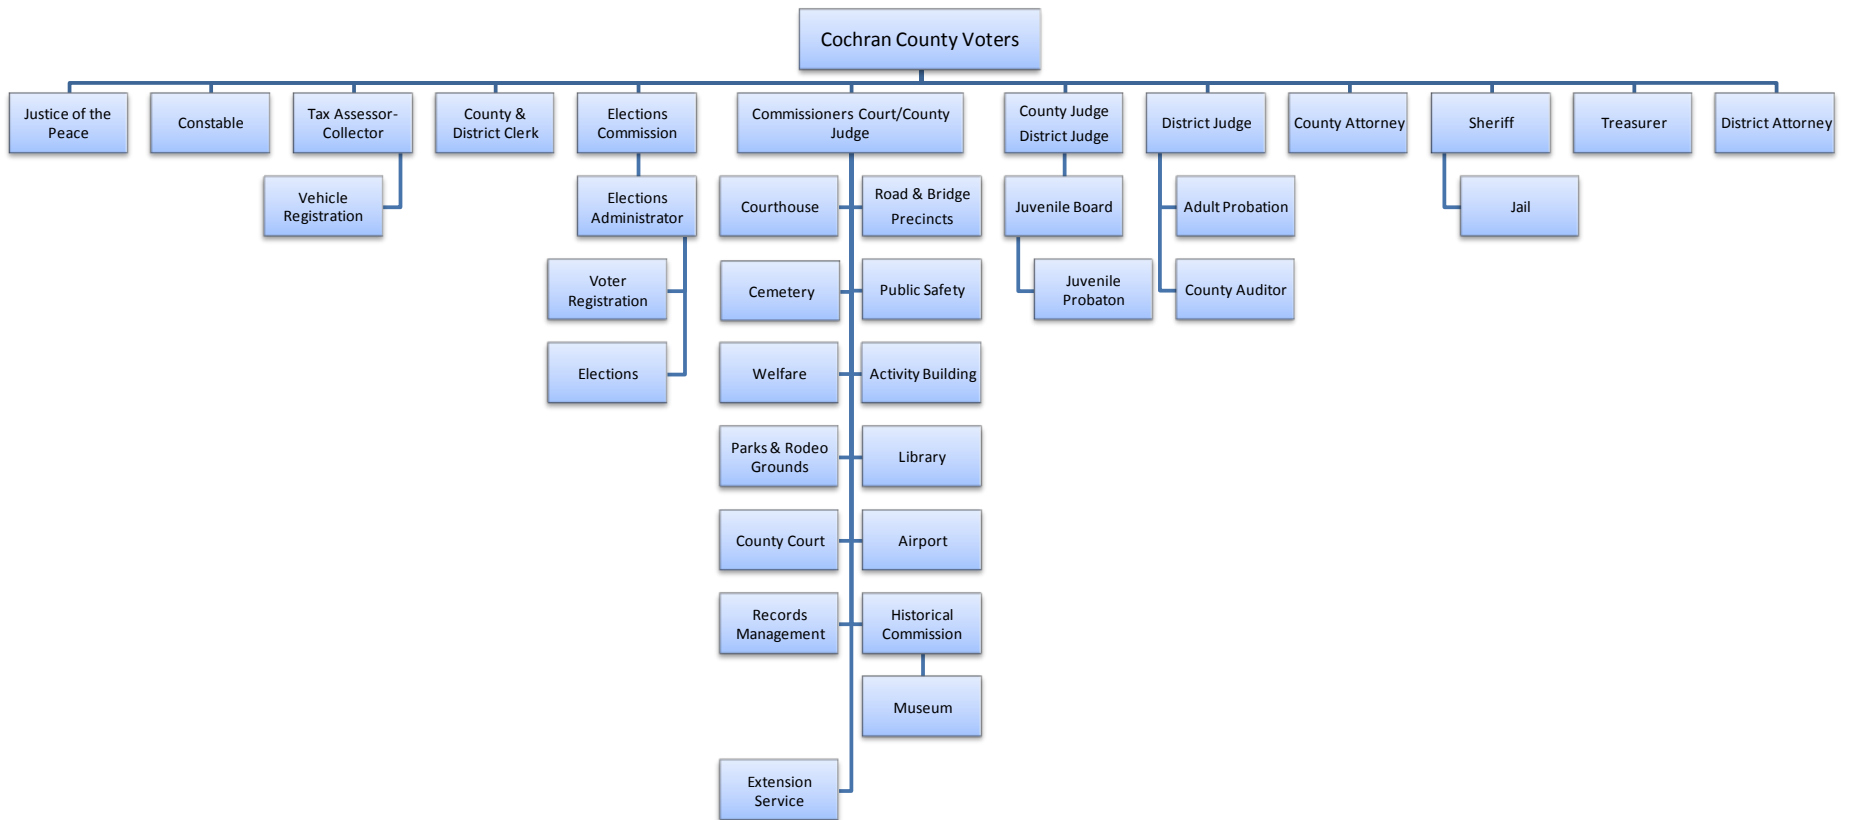 Cochran County Voters
Justice of the
Peace
Constable
Tax Assessor-
Collector
County &
District Clerk
Elections
Commission
Commissioners Court/County
Judge
County Judge
District Judge
District Judge
County Attorney
Sheriff
Treasurer
District Attorney
Vehicle
Registration
Elections
Administrator
Courthouse
Road & Bridge
Precincts
Juvenile Board
Adult Probation
Jail
Voter
Registration
Cemetery
Public Safety
Juvenile
Probaton
County Auditor
Elections
Welfare
Activity Building
Parks & Rodeo
Grounds
Library
County Court
Airport
Records
Management
Historical
Commission
Museum
Extension
Service